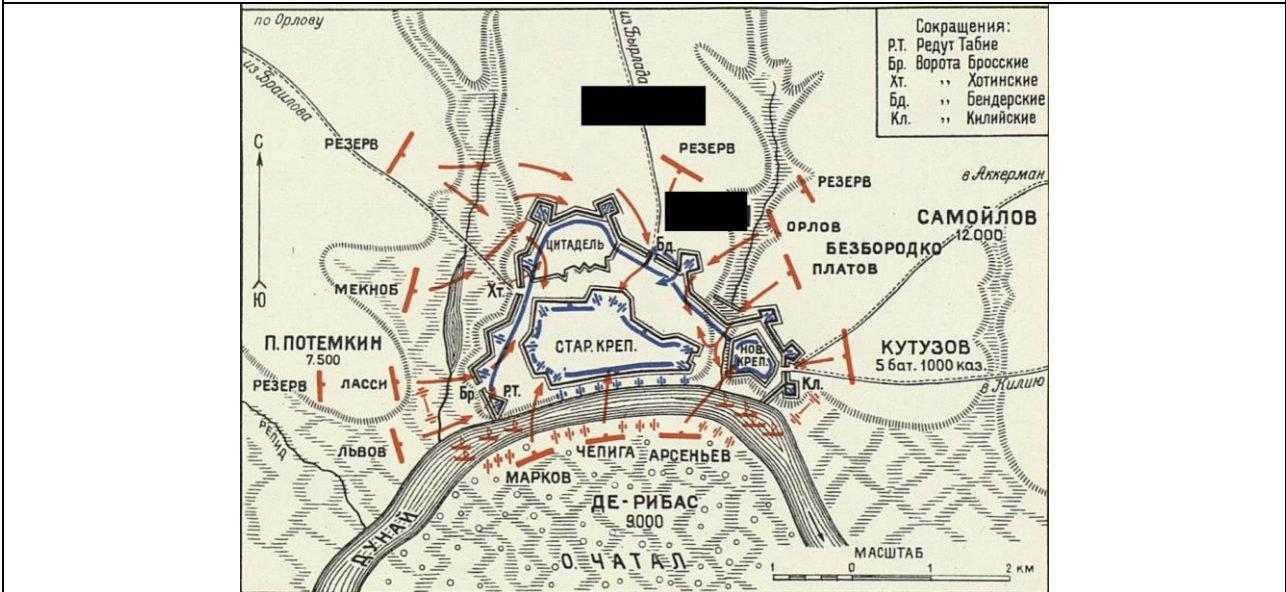 по Орлову
из Браилова
из Бырлада
Сокращения:
Р.Т. Редут Табие
Бр. Ворота Бросские
Хт. ,, Хотинские
Бд. ,, Бендерские
Кл. ,, Килийские
С
Ю
РЕЗЕРВ
РЕЗЕРВ
РЕЗЕРВ
в Аккерман
САМОЙЛОВ
12.000
ОРЛОВ
БЕЗБОРОДКО
ПЛАТОВ
ЦИТАДЕЛЬ
Бд.
МЕКНОБ
Хт.
П. ПОТЕМКИН
7.500
РЕЗЕРВ
ЛАССИ
СТАР. КРЕП.
НОВ. КРЕП.
КУТУЗОВ
5 бат. 1000 каз.
в Килию
Бр.
Р.Т.
Кл.
РЕПИД
ЛЬВОВ
ЧЕПИГА
АРСЕНЬЕВ
МАРКОВ
ДЕ-РИБАС
9.000
ДУНАЙ
О. ЧАТАЛ
МАСШТАБ
1 0 1 2 км